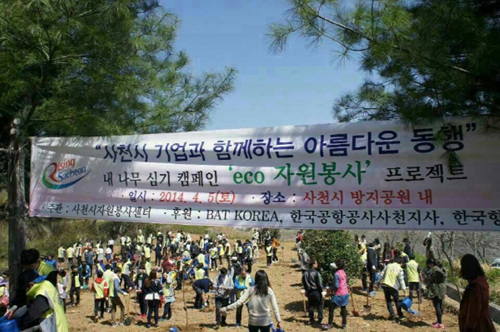 "사천시 기업과 함께하는 아름다운 동행"
Rising Sacheon
내 나무 심기 캠페인 'eco 자원봉사' 프로젝트
일시 : 2014. 4. 5(토) · 장소 : 사천시 방지공원 내
주관 : 사천시자원봉사센터 · 후원 : BAT KOREA, 한국공항공사사천지사, 한국항